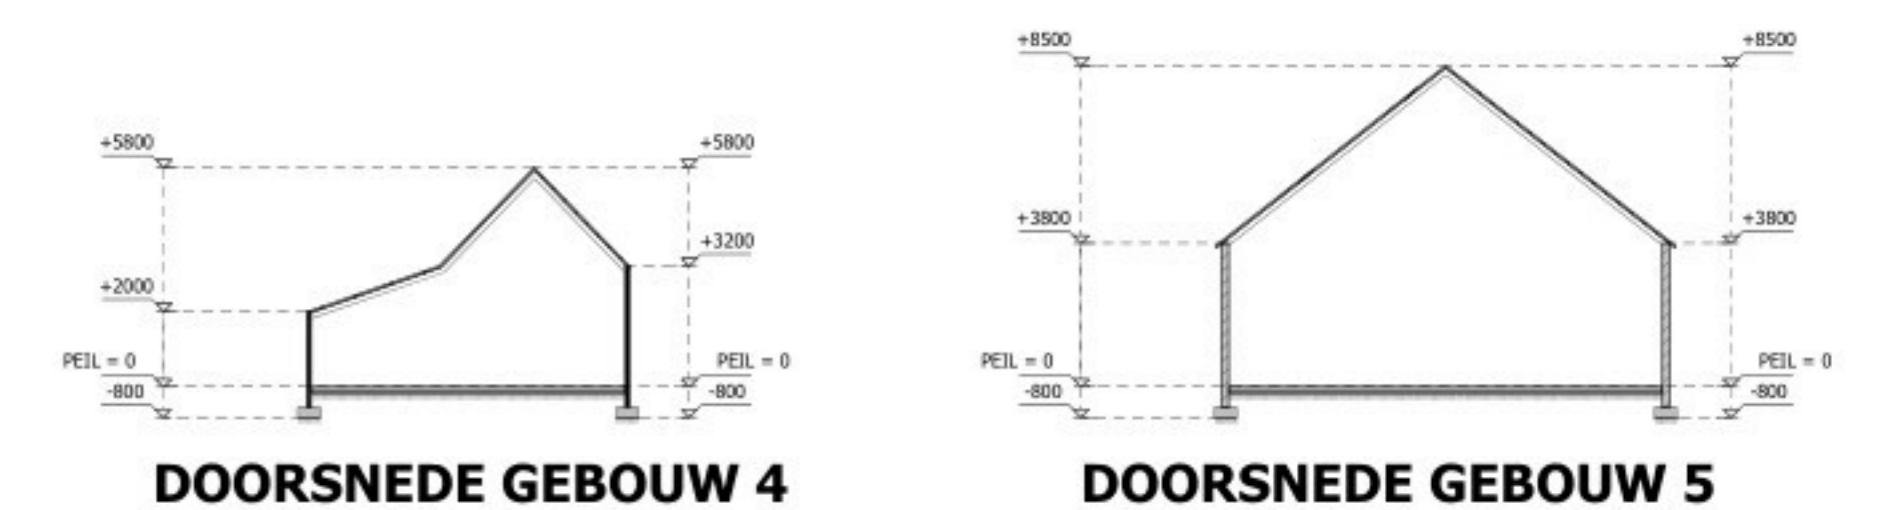 +5800
+5800
+3200
+2000
PEIL = 0
PEIL = 0
-800
-800
DOORSNEDE GEBOUW 4
+8500
+8500
+3800
+3800
PEIL = 0
PEIL = 0
-800
-800
DOORSNEDE GEBOUW 5